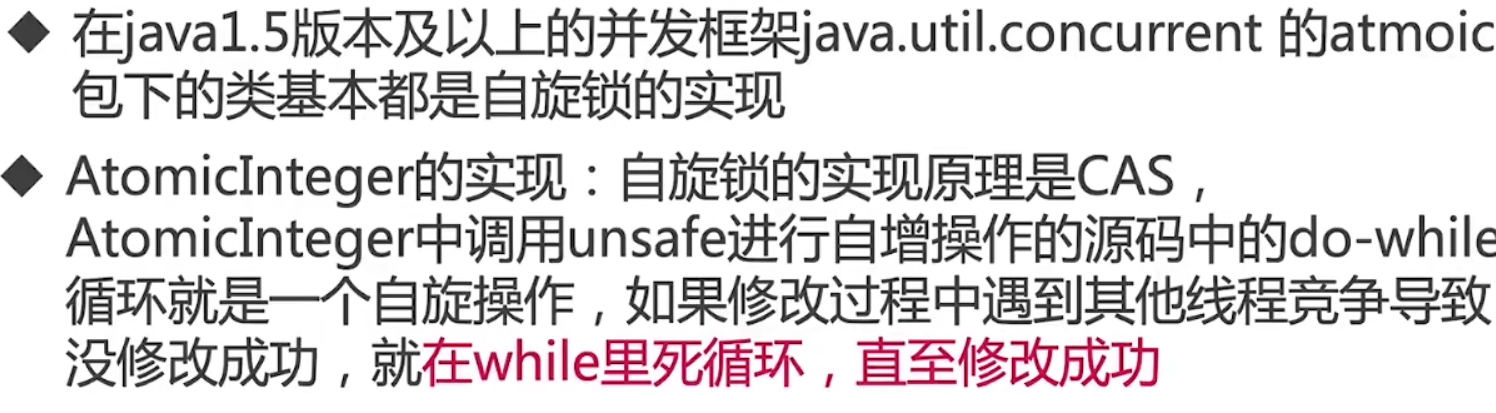 ◆ 在java1.5版本及以上的并发框架java.util.concurrent 的atmoic
包下的类基本都是自旋锁的实现
◆ AtomicInteger的实现：自旋锁的实现原理是CAS，
AtomicInteger中调用unsafe进行自增操作的源码中的do-while
循环就是一个自旋操作，如果修改过程中遇到其他线程竞争导致
没修改成功，就在while里死循环，直至修改成功